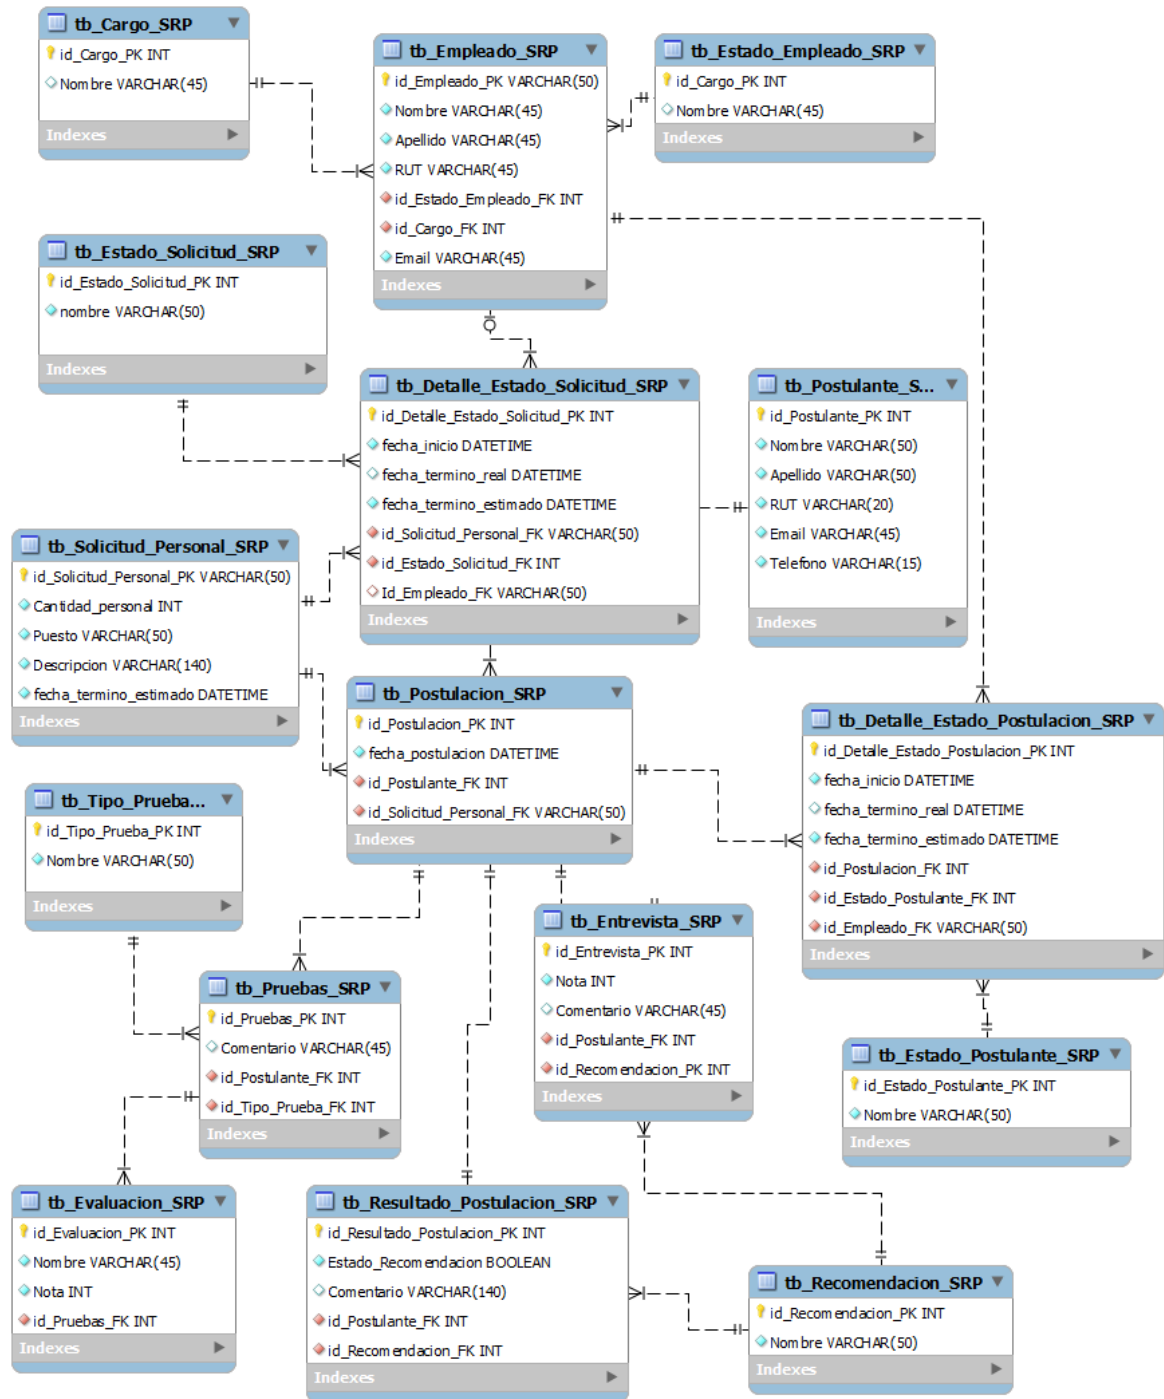 tb_Cargo_SRP
id_Cargo_PK INT
Nombre VARCHAR(45)
Indexes
tb_Empleado_SRP
id_Empleado_PK VARCHAR(50)
Nombre VARCHAR(45)
Apellido VARCHAR(45)
RUT VARCHAR(45)
id_Estado_Empleado_FK INT
id_Cargo_FK INT
Email VARCHAR(45)
Indexes
tb_Estado_Empleado_SRP
id_Cargo_PK INT
Nombre VARCHAR(45)
Indexes
tb_Estado_Solicitud_SRP
id_Estado_Solicitud_PK INT
nombre VARCHAR(50)
Indexes
tb_Detalle_Estado_Solicitud_SRP
id_Detalle_Estado_Solicitud_PK INT
fecha_inicio DATETIME
fecha_termino_real DATETIME
fecha_termino_estimado DATETIME
id_Solicitud_Personal_FK VARCHAR(50)
id_Estado_Solicitud_FK INT
Id_Empleado_FK VARCHAR(50)
Indexes
tb_Postulante_S...
id_Postulante_PK INT
Nombre VARCHAR(50)
Apellido VARCHAR(50)
RUT VARCHAR(20)
Email VARCHAR(45)
Telefono VARCHAR(15)
Indexes
tb_Solicitud_Personal_SRP
id_Solicitud_Personal_PK VARCHAR(50)
Cantidad_personal INT
Puesto VARCHAR(50)
Descripcion VARCHAR(140)
fecha_termino_estimado DATETIME
Indexes
tb_Postulacion_SRP
id_Postulacion_PK INT
fecha_postulacion DATETIME
id_Postulante_FK INT
id_Solicitud_Personal_FK VARCHAR(50)
Indexes
tb_Detalle_Estado_Postulacion_SRP
id_Detalle_Estado_Postulacion_PK INT
fecha_inicio DATETIME
fecha_termino_real DATETIME
fecha_termino_estimado DATETIME
id_Postulacion_FK INT
id_Estado_Postulante_FK INT
id_Empleado_FK VARCHAR(50)
Indexes
tb_Tipo_Prueba...
id_Tipo_Prueba_PK INT
Nombre VARCHAR(50)
Indexes
tb_Pruebas_SRP
id_Pruebas_PK INT
Comentario VARCHAR(45)
id_Postulante_FK INT
id_Tipo_Prueba_FK INT
Indexes
tb_Entrevista_SRP
id_Entrevista_PK INT
Nota INT
Comentario VARCHAR(45)
id_Postulante_FK INT
id_Recomendacion_PK INT
Indexes
tb_Estado_Postulante_SRP
id_Estado_Postulante_PK INT
Nombre VARCHAR(50)
Indexes
tb_Evaluacion_SRP
id_Evaluacion_PK INT
Nombre VARCHAR(45)
Nota INT
id_Pruebas_FK INT
Indexes
tb_Resultado_Postulacion_SRP
id_Resultado_Postulacion_PK INT
Estado_Recomendacion BOOLEAN
Comentario VARCHAR(140)
id_Postulante_FK INT
id_Recomendacion_FK INT
Indexes
tb_Recomendacion_SRP
id_Recomendacion_PK INT
Nombre VARCHAR(50)
Indexes